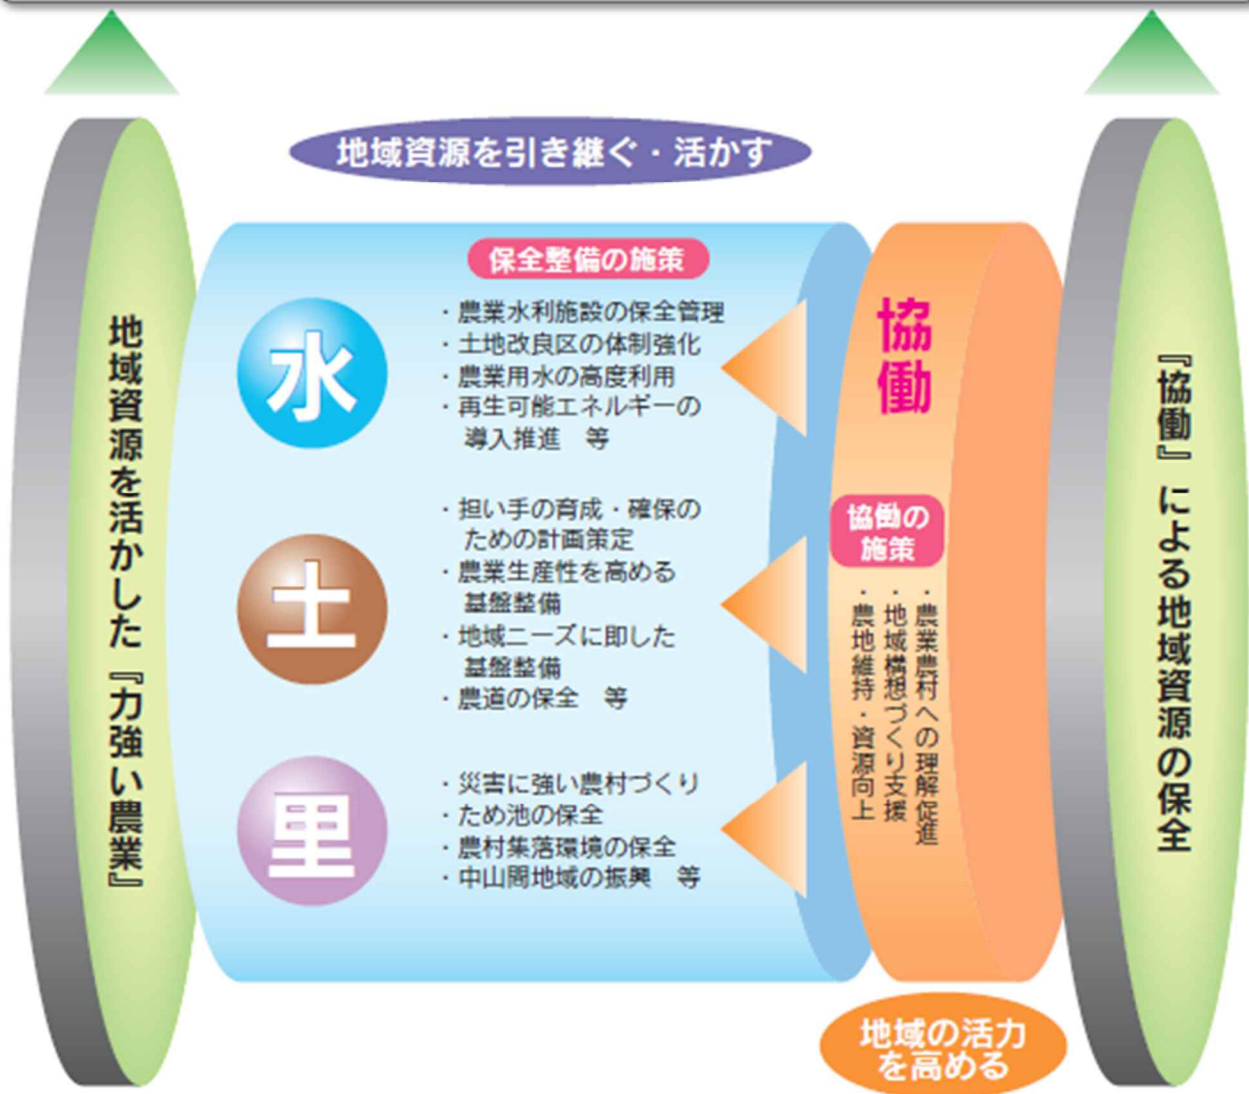 地域資源を引き継ぐ・活かす
地域資源を活かした『力強い農業』
保全整備の施策
水
・農業水利施設の保全管理
・土地改良区の体制強化
・農業用水の高度利用
・再生可能エネルギーの
導入推進　等
土
・担い手の育成・確保の
ための計画策定
・農業生産性を高める
基盤整備
・地域ニーズに即した
基盤整備
・農道の保全　等
里
・災害に強い農村づくり
・ため池の保全
・農村集落環境の保全
・中山間地域の振興　等
協働
協働の
施策
・農業農村への理解促進
・地域構想づくり支援
・農地維持・資源向上
地域の活力
を高める
『協働』による地域資源の保全